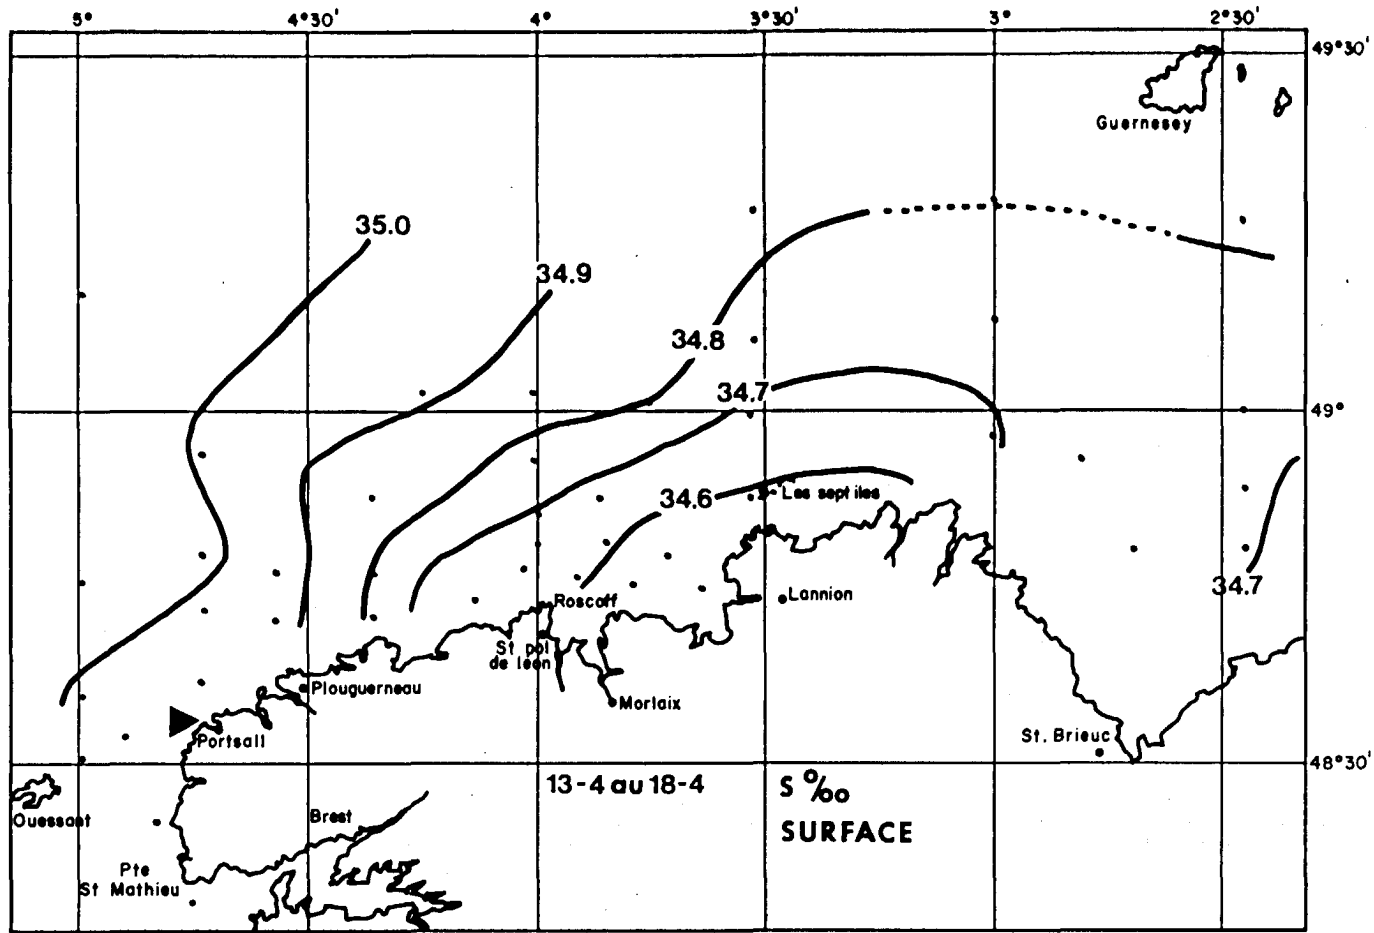 5° 4°30' 4° 3°30' 3° 2°30'
49°30'
Guernesey
35.0
34.9
34.8
34.7
49°
34.6
Les sept iles
34.7
Lannion
Roscoff
St pol
de léon
Plouguerneau
Morlaix
Portsall
St. Brieuc
48°30'
13-4 au 18-4
S ‰
SURFACE
Ouessant
Brest
Pte
St Mathieu